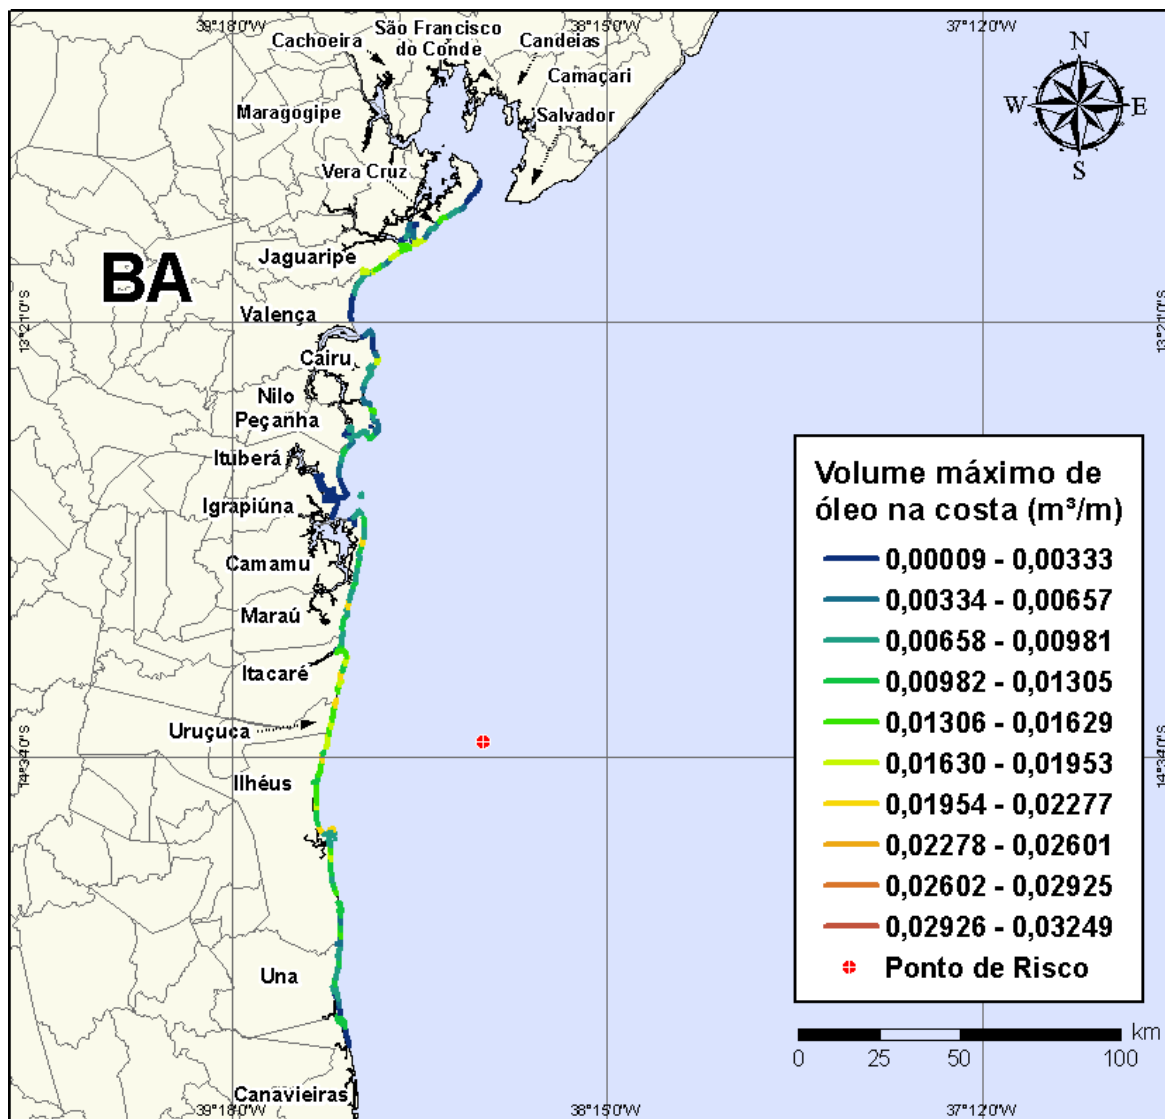 39°18'0"W
38°15'0"W
37°12'0"W
São Francisco
do Conde
Cachoeira
Candeias
Camaçari
Maragogipe
Salvador
Vera Cruz
N
W
E
S
Jaguaripe
BA
Valença
13°21'0"S
13°21'0"S
Cairu
Nilo
Peçanha
Ituberá
Igrapiúna
Camamu
Maraú
Itacaré
Uruçuca
Ilhéus
14°34'0"S
14°34'0"S
Una
Canavieiras
Volume máximo de
óleo na costa (m³/m)
0,00009 - 0,00333
0,00334 - 0,00657
0,00658 - 0,00981
0,00982 - 0,01305
0,01306 - 0,01629
0,01630 - 0,01953
0,01954 - 0,02277
0,02278 - 0,02601
0,02602 - 0,02925
0,02926 - 0,03249
Ponto de Risco
km
0 25 50 100
39°18'0"W
38°15'0"W
37°12'0"W